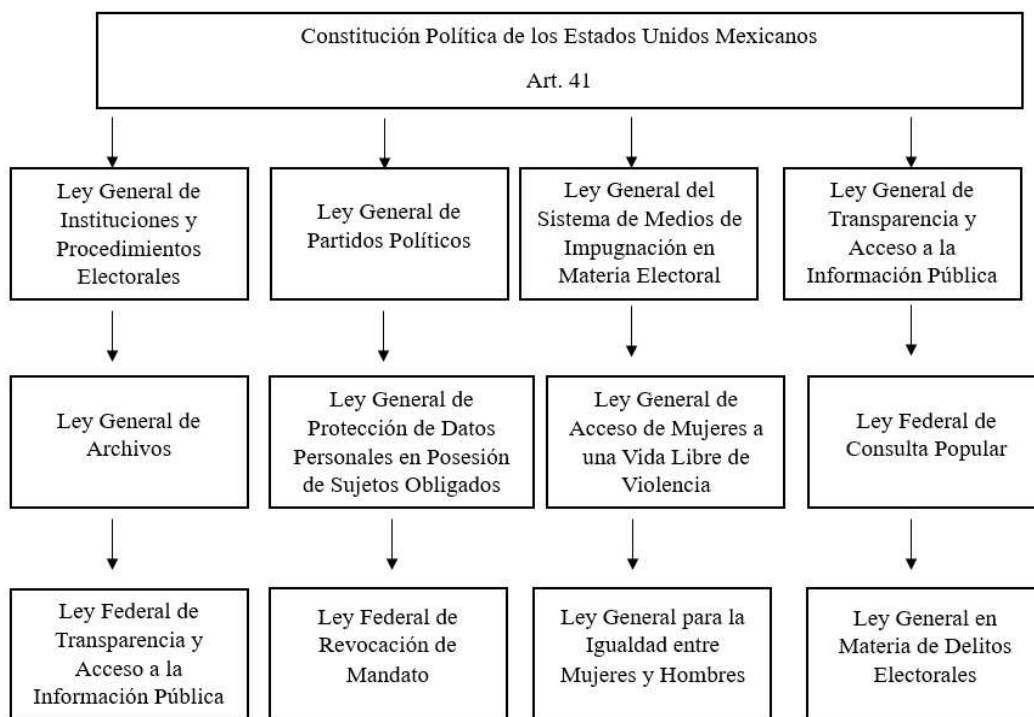 Constitución Política de los Estados Unidos Mexicanos
Art. 41
Ley General de
Instituciones y
Procedimientos
Electorales
Ley General de
Partidos Políticos
Ley General del
Sistema de Medios de
Impugnación en
Materia Electoral
Ley General de
Transparencia y
Acceso a la
Información Pública
Ley General de
Archivos
Ley General de
Protección de Datos
Personales en Posesión
de Sujetos Obligados
Ley General de
Acceso de Mujeres a
una Vida Libre de
Violencia
Ley Federal de
Consulta Popular
Ley Federal de
Transparencia y
Acceso a la
Información Pública
Ley Federal de
Revocación de
Mandato
Ley General para la
Igualdad entre
Mujeres y Hombres
Ley General en
Materia de Delitos
Electorales